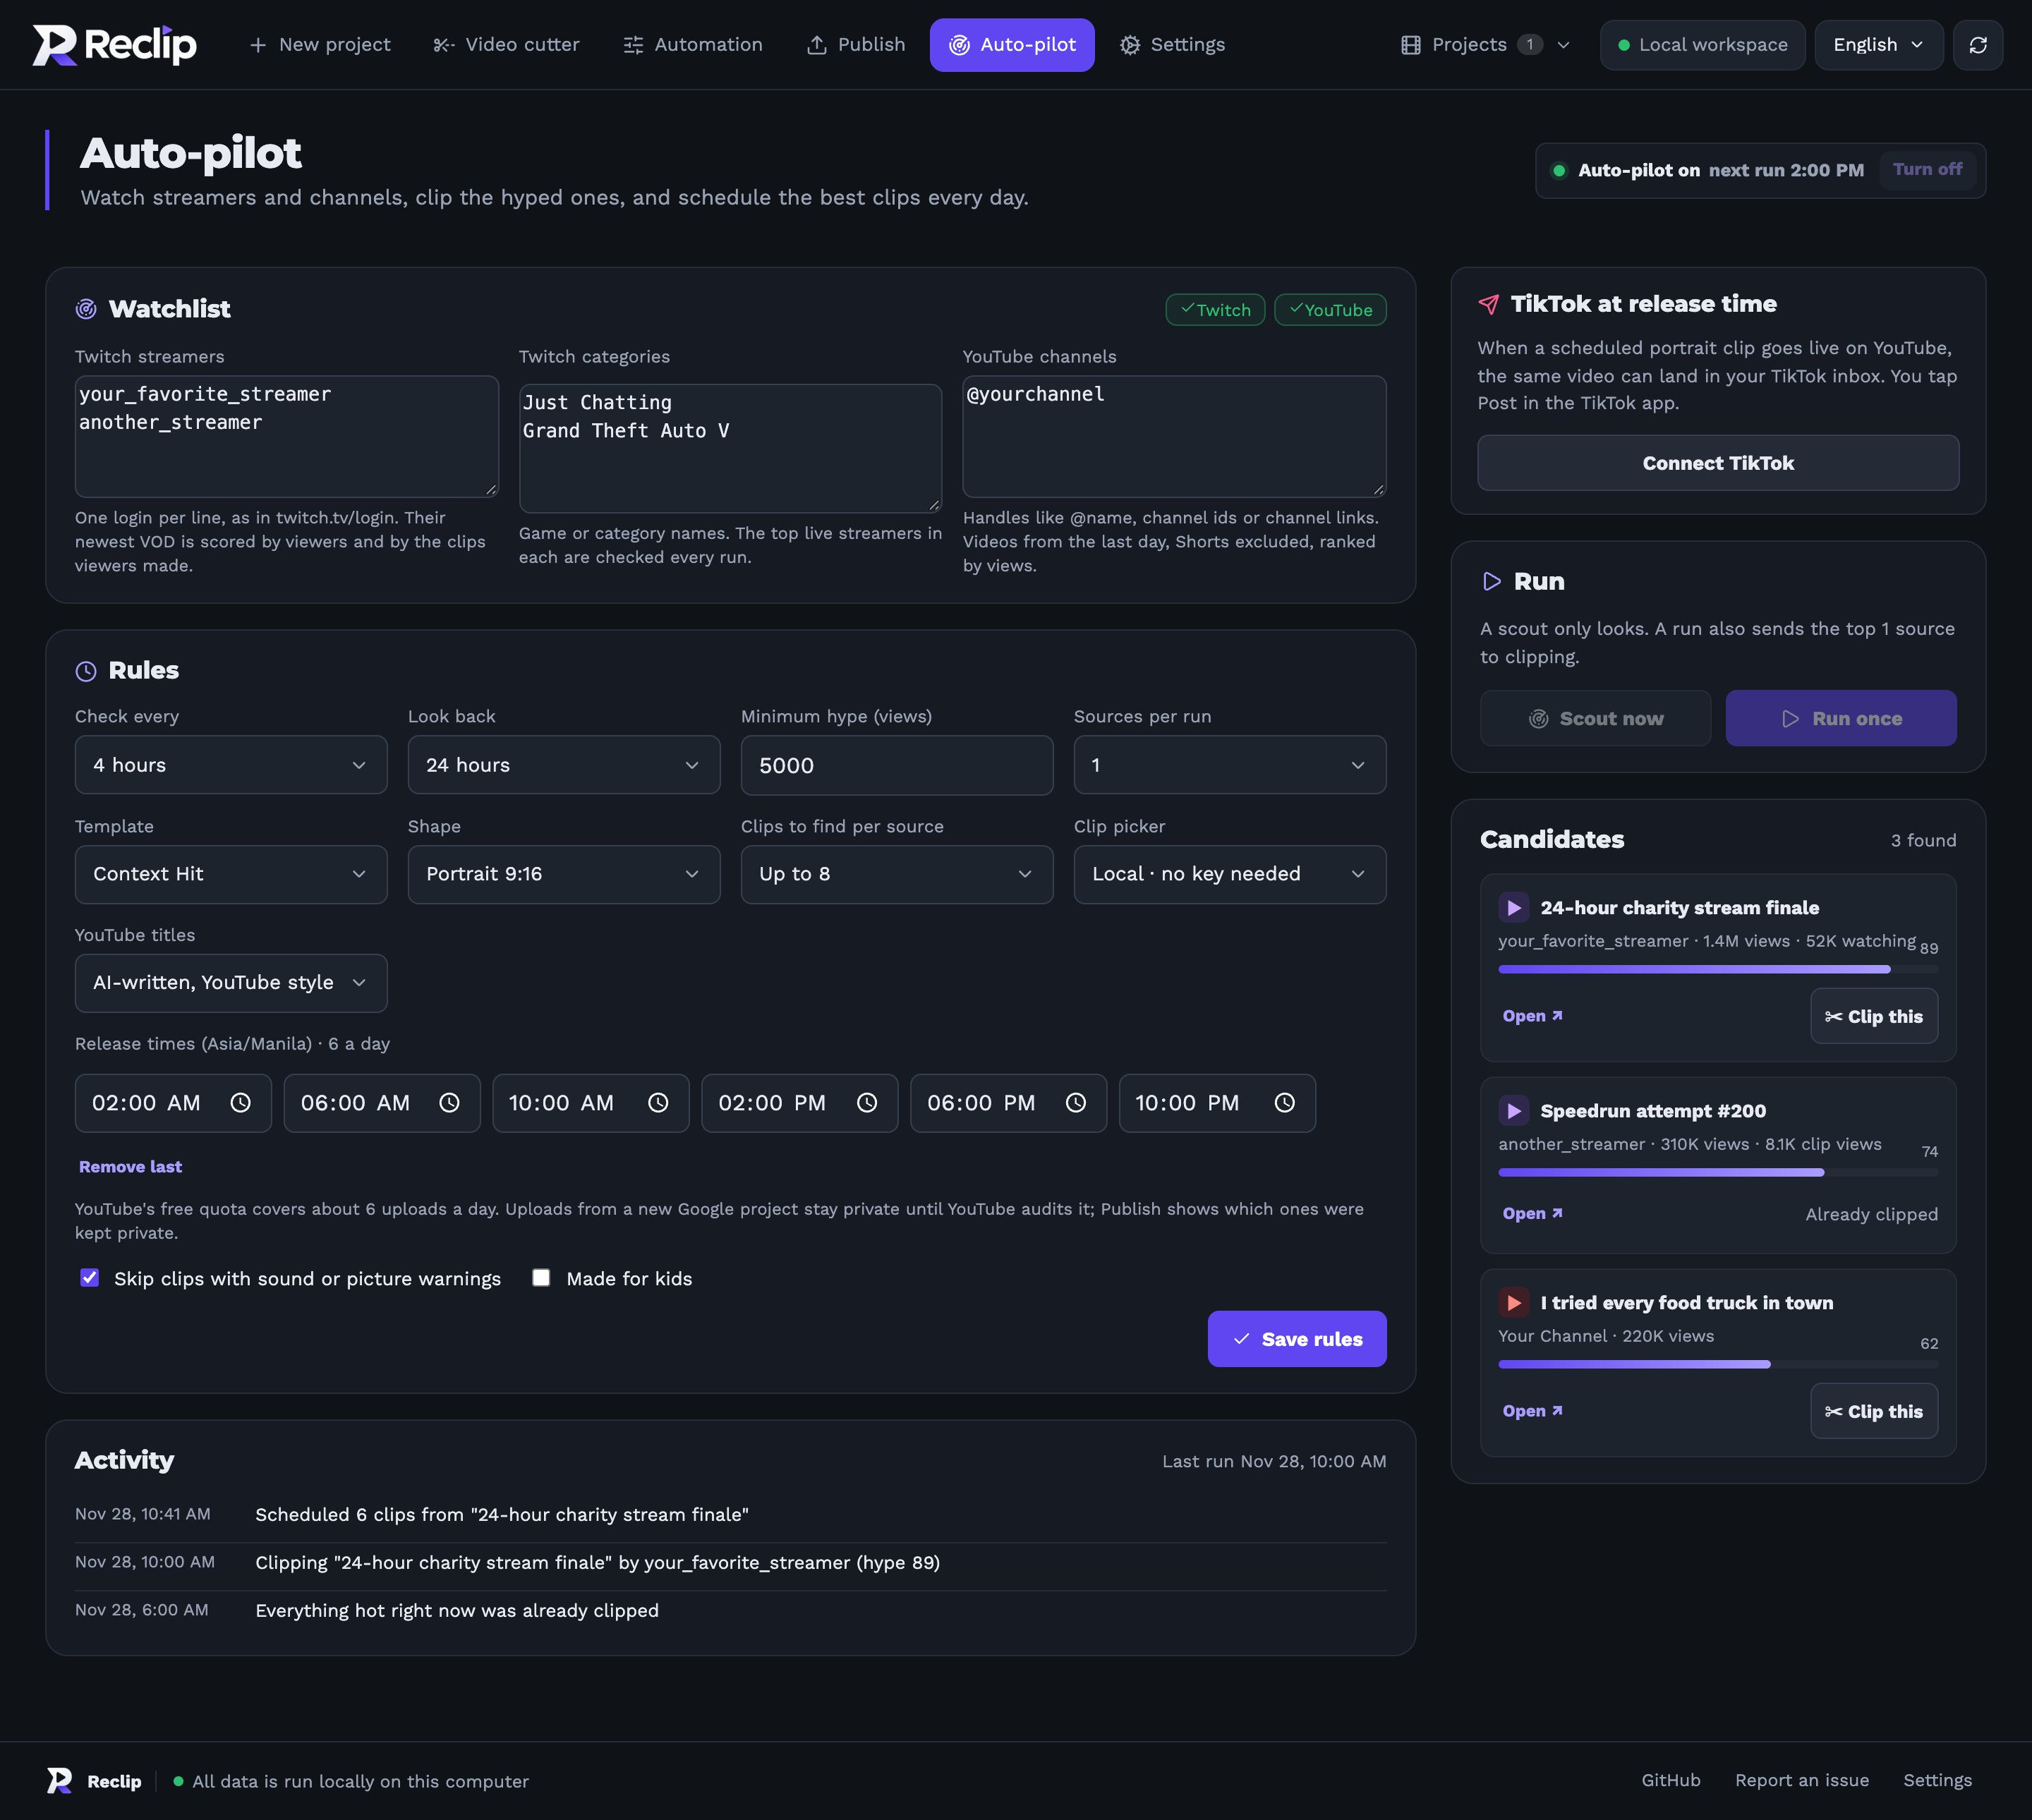 Reclip
New project
Video cutter
Automation
Publish
Auto-pilot
Settings
Projects 1
Local workspace
English
Auto-pilot
Watch streamers and channels, clip the hyped ones, and schedule the best clips every day.
Auto-pilot on next run 2:00 PM Turn off
Watchlist
Twitch
YouTube
Twitch streamers
your_favorite_streamer
another_streamer
One login per line, as in twitch.tv/login. Their
newest VOD is scored by viewers and by the clips
viewers made.
Twitch categories
Just Chatting
Grand Theft Auto V
Game or category names. The top live streamers in
each are checked every run.
YouTube channels
@yourchannel
Handles like @name, channel ids or channel links.
Videos from the last day, Shorts excluded, ranked
by views.
Rules
Check every
4 hours
Look back
24 hours
Minimum hype (views)
5000
Sources per run
1
Template
Context Hit
Shape
Portrait 9:16
Clips to find per source
Up to 8
Clip picker
Local · no key needed
YouTube titles
AI-written, YouTube style
Release times (Asia/Manila) · 6 a day
02:00 AM
06:00 AM
10:00 AM
02:00 PM
06:00 PM
10:00 PM
Remove last
YouTube's free quota covers about 6 uploads a day. Uploads from a new Google project stay private until YouTube audits it; Publish shows which ones were
kept private.
Skip clips with sound or picture warnings
Made for kids
Save rules
Activity
Last run Nov 28, 10:00 AM
Nov 28, 10:41 AM Scheduled 6 clips from "24-hour charity stream finale"
Nov 28, 10:00 AM Clipping "24-hour charity stream finale" by your_favorite_streamer (hype 89)
Nov 28, 6:00 AM Everything hot right now was already clipped
TikTok at release time
When a scheduled portrait clip goes live on YouTube,
the same video can land in your TikTok inbox. You tap
Post in the TikTok app.
Connect TikTok
Run
A scout only looks. A run also sends the top 1 source
to clipping.
Scout now
Run once
Candidates
3 found
24-hour charity stream finale
your_favorite_streamer · 1.4M views · 52K watching 89
Open ↗
✂ Clip this
Speedrun attempt #200
another_streamer · 310K views · 8.1K clip views 74
Open ↗
Already clipped
I tried every food truck in town
Your Channel · 220K views 62
Open ↗
✂ Clip this
Reclip
All data is run locally on this computer
GitHub
Report an issue
Settings